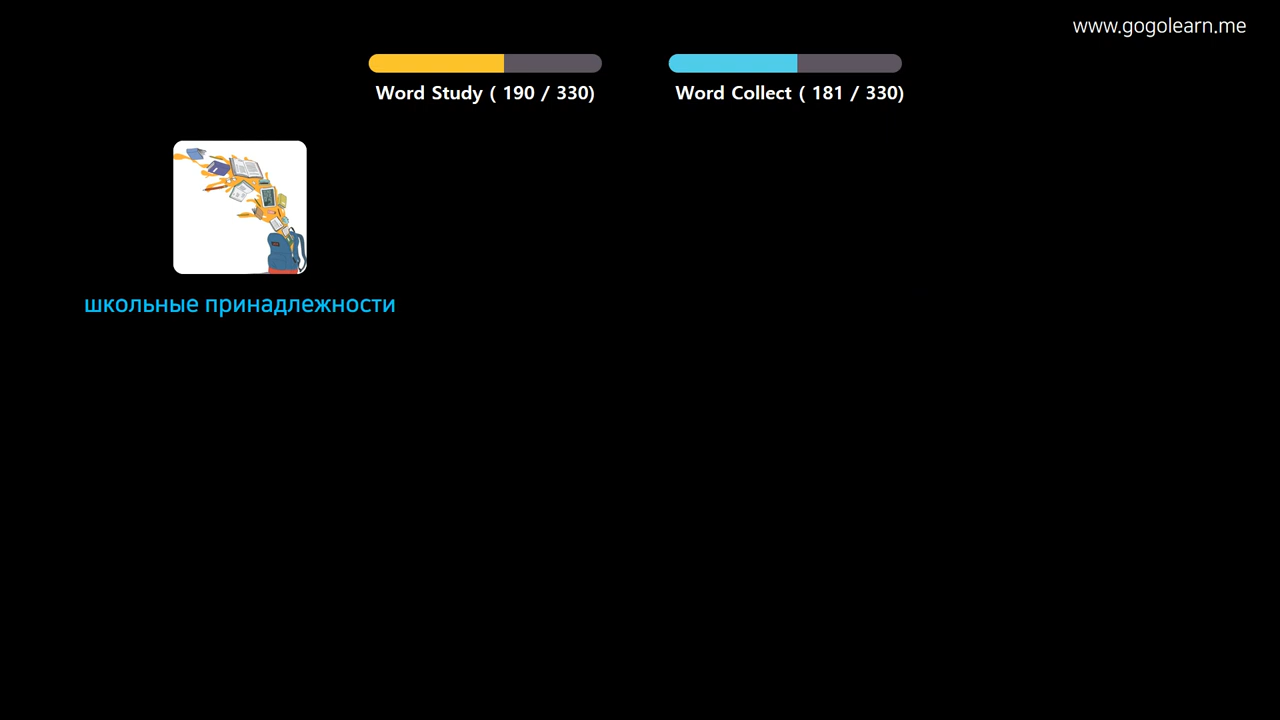 www.gogolearn.me
Word Study ( 190 / 330)
Word Collect ( 181 / 330)
школьные принадлежности